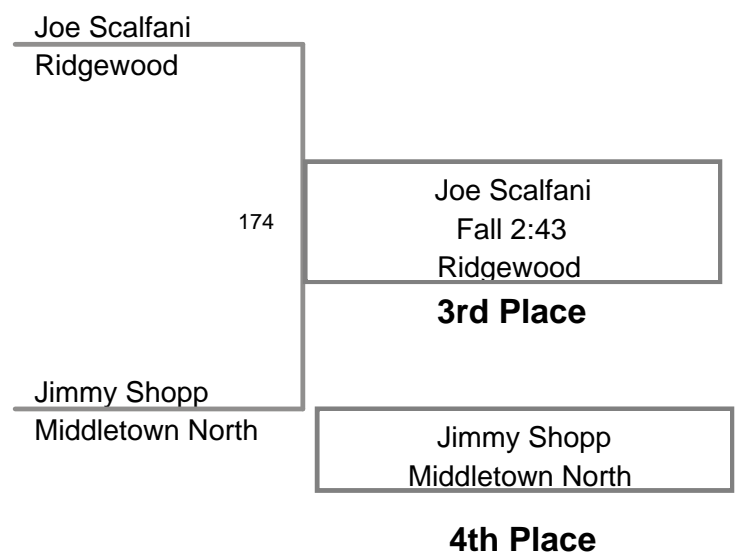 Joe Scalfani
Ridgewood
174
Joe Scalfani
Fall 2:43
Ridgewood
3rd Place
Jimmy Shopp
Middletown North
Jimmy Shopp
Middletown North
4th Place